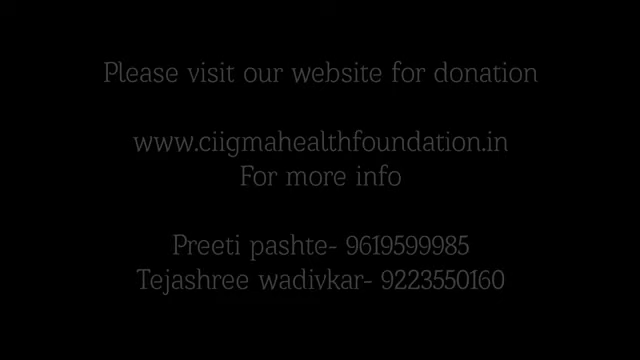 Please visit our website for donation
www.ciigmahealthfoundation.in
For more info
Preeti pashte- 9619599985
Tejashree wadivkar- 9223550160